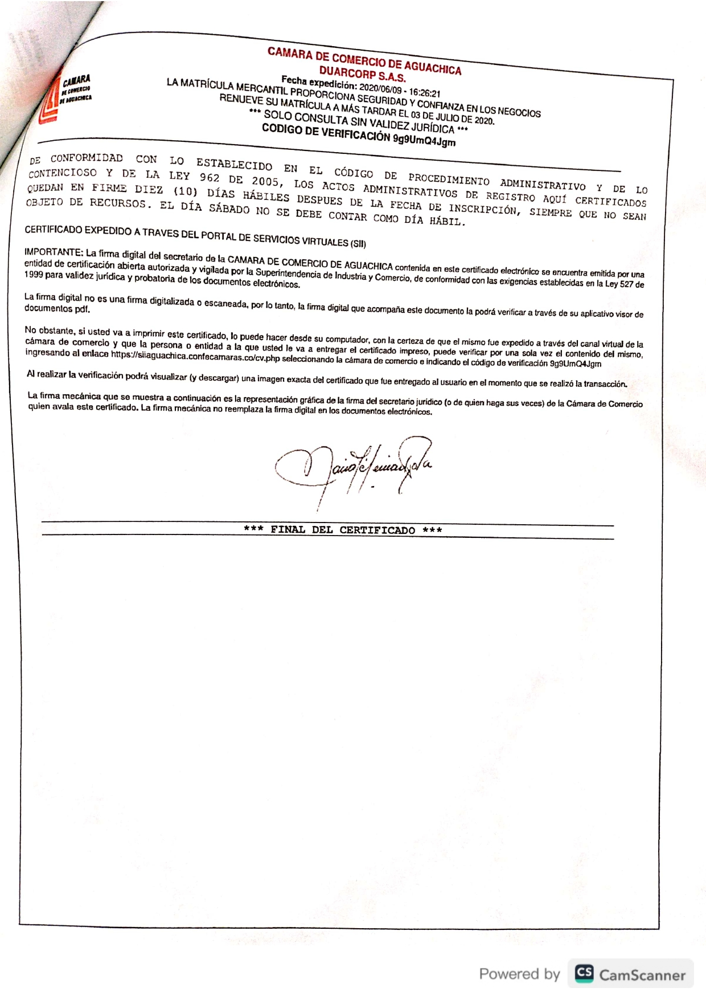 CAMARA
DE COMERCIO
DE AGUACHICA
CAMARA DE COMERCIO DE AGUACHICA
DUARCORP S.A.S.
Fecha expedición: 2020/06/09 - 16:26:21
LA MATRÍCULA MERCANTIL PROPORCIONA SEGURIDAD Y CONFIANZA EN LOS NEGOCIOS
RENUEVE SU MATRÍCULA A MÁS TARDAR EL 03 DE JULIO DE 2020.
*** SOLO CONSULTA SIN VALIDEZ JURÍDICA ***
CODIGO DE VERIFICACIÓN 9g9UmQ4Jgm
DE CONFORMIDAD CON LO ESTABLECIDO EN EL CÓDIGO DE PROCEDIMIENTO ADMINISTRATIVO Y DE LO
CONTENCIOSO Y DE LA LEY 962 DE 2005, LOS ACTOS ADMINISTRATIVOS DE REGISTRO AQUÍ CERTIFICADOS
QUEDAN EN FIRME DIEZ (10) DÍAS HÁBILES DESPUES DE LA FECHA DE INSCRIPCIÓN, SIEMPRE QUE NO SEAN
OBJETO DE RECURSOS. EL DÍA SÁBADO NO SE DEBE CONTAR COMO DÍA HÁBIL.
CERTIFICADO EXPEDIDO A TRAVES DEL PORTAL DE SERVICIOS VIRTUALES (SII)
IMPORTANTE: La firma digital del secretario de la CAMARA DE COMERCIO DE AGUACHICA contenida en este certificado electrónico se encuentra emitida por una
entidad de certificación abierta autorizada y vigilada por la Superintendencia de Industria y Comercio, de conformidad con las exigencias establecidas en la Ley 527 de
1999 para validez jurídica y probatoria de los documentos electrónicos.
La firma digital no es una firma digitalizada o escaneada, por lo tanto, la firma digital que acompaña este documento la podrá verificar a través de su aplicativo visor de
documentos pdf.
No obstante, si usted va a imprimir este certificado, lo puede hacer desde su computador, con la certeza de que el mismo fue expedido a través del canal virtual de la
cámara de comercio y que la persona o entidad a la que usted le va a entregar el certificado impreso, puede verificar por una sola vez el contenido del mismo,
ingresando al enlace https://siiaguachica.confecamaras.co/cv.php seleccionando la cámara de comercio e indicando el código de verificación 9g9UmQ4Jgm
Al realizar la verificación podrá visualizar (y descargar) una imagen exacta del certificado que fue entregado al usuario en el momento que se realizó la transacción.
La firma mecánica que se muestra a continuación es la representación gráfica de la firma del secretario jurídico (o de quien haga sus veces) de la Cámara de Comercio
quien avala este certificado. La firma mecánica no reemplaza la firma digital en los documentos electrónicos.
*** FINAL DEL CERTIFICADO ***
Powered by CS CamScanner